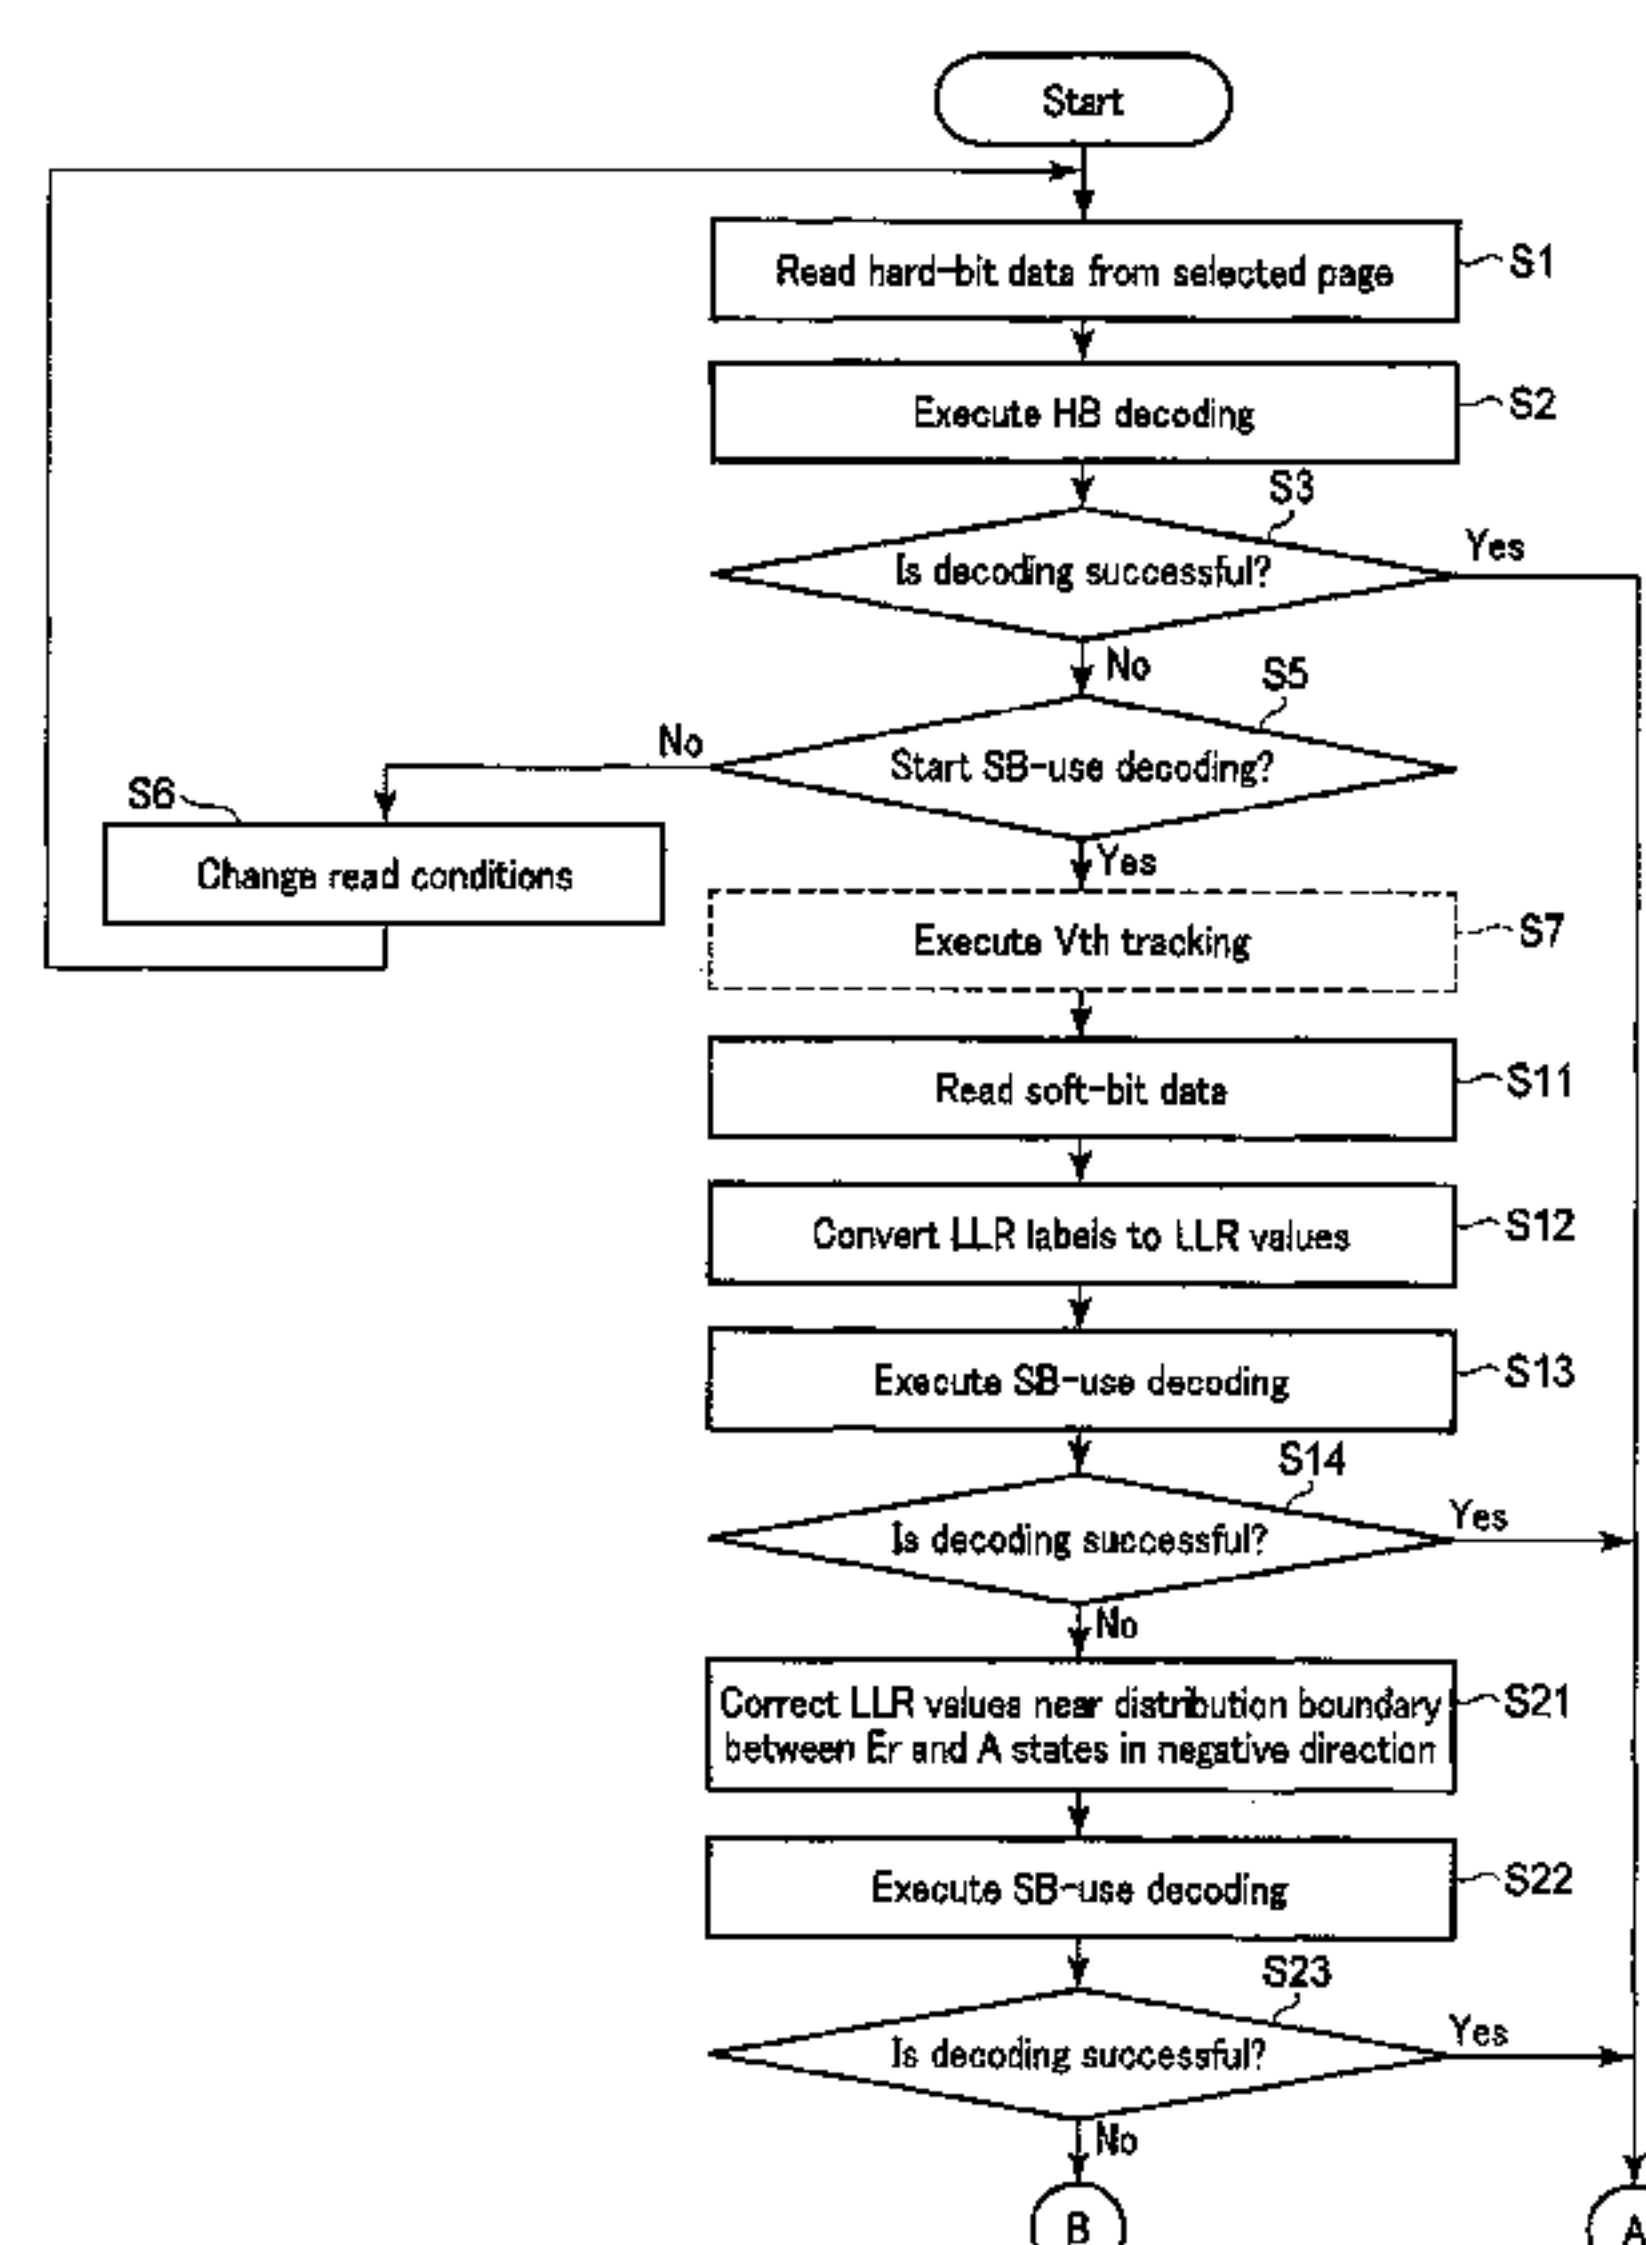 Start
Read hard-bit data from selected page
S1
Execute HB decoding
S2
S3
Is decoding successful?
Yes
No
S5
Start SB-use decoding?
No
S6
Change read conditions
Yes
Execute Vth tracking
S7
Read soft-bit data
S11
Convert LLR labels to LLR values
S12
Execute SB-use decoding
S13
S14
Is decoding successful?
Yes
No
Correct LLR values near distribution boundary
between Er and A states in negative direction
S21
Execute SB-use decoding
S22
S23
Is decoding successful?
Yes
No
B
A